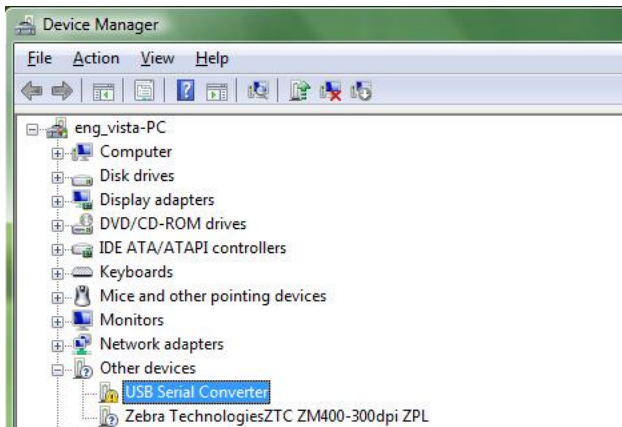 Device Manager
File Action View Help
eng_vista-PC
Computer
Disk drives
Display adapters
DVD/CD-ROM drives
IDE ATA/ATAPI controllers
Keyboards
Mice and other pointing devices
Monitors
Network adapters
Other devices
USB Serial Converter
Zebra TechnologiesZTC ZM400-300dpi ZPL